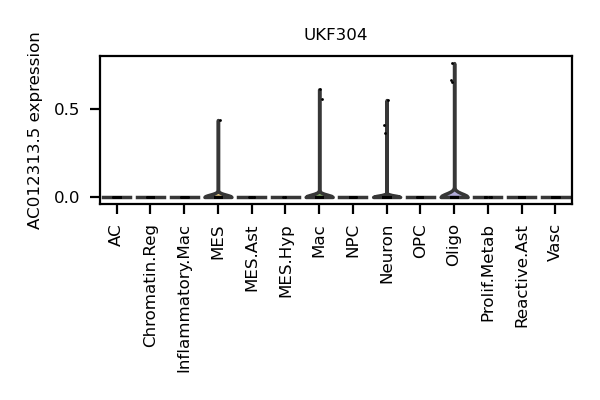 UKF304
AC012313.5 expression
0.5
0.0
AC
Chromatin.Reg
Inflammatory.Mac
MES
MES.Ast
MES.Hyp
Mac
NPC
Neuron
OPC
Oligo
Prolif.Metab
Reactive.Ast
Vasc